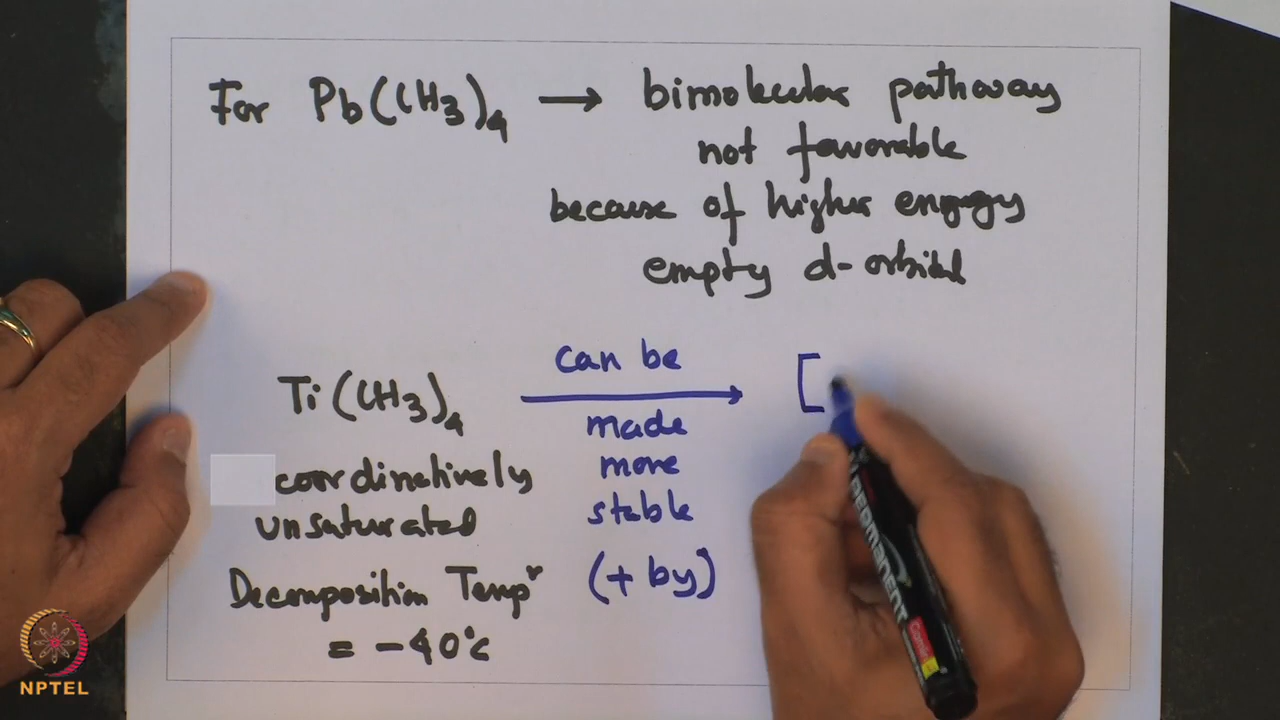 For Pb(CH3)4 → bimolecular pathway
not favorable
because of higher energy
empty d-orbital
Ti(CH3)4
coordinatively
unsaturated
Decomposition Tempr
= -40°C
can be
made
more
stable
(+ by)
[
NPTEL